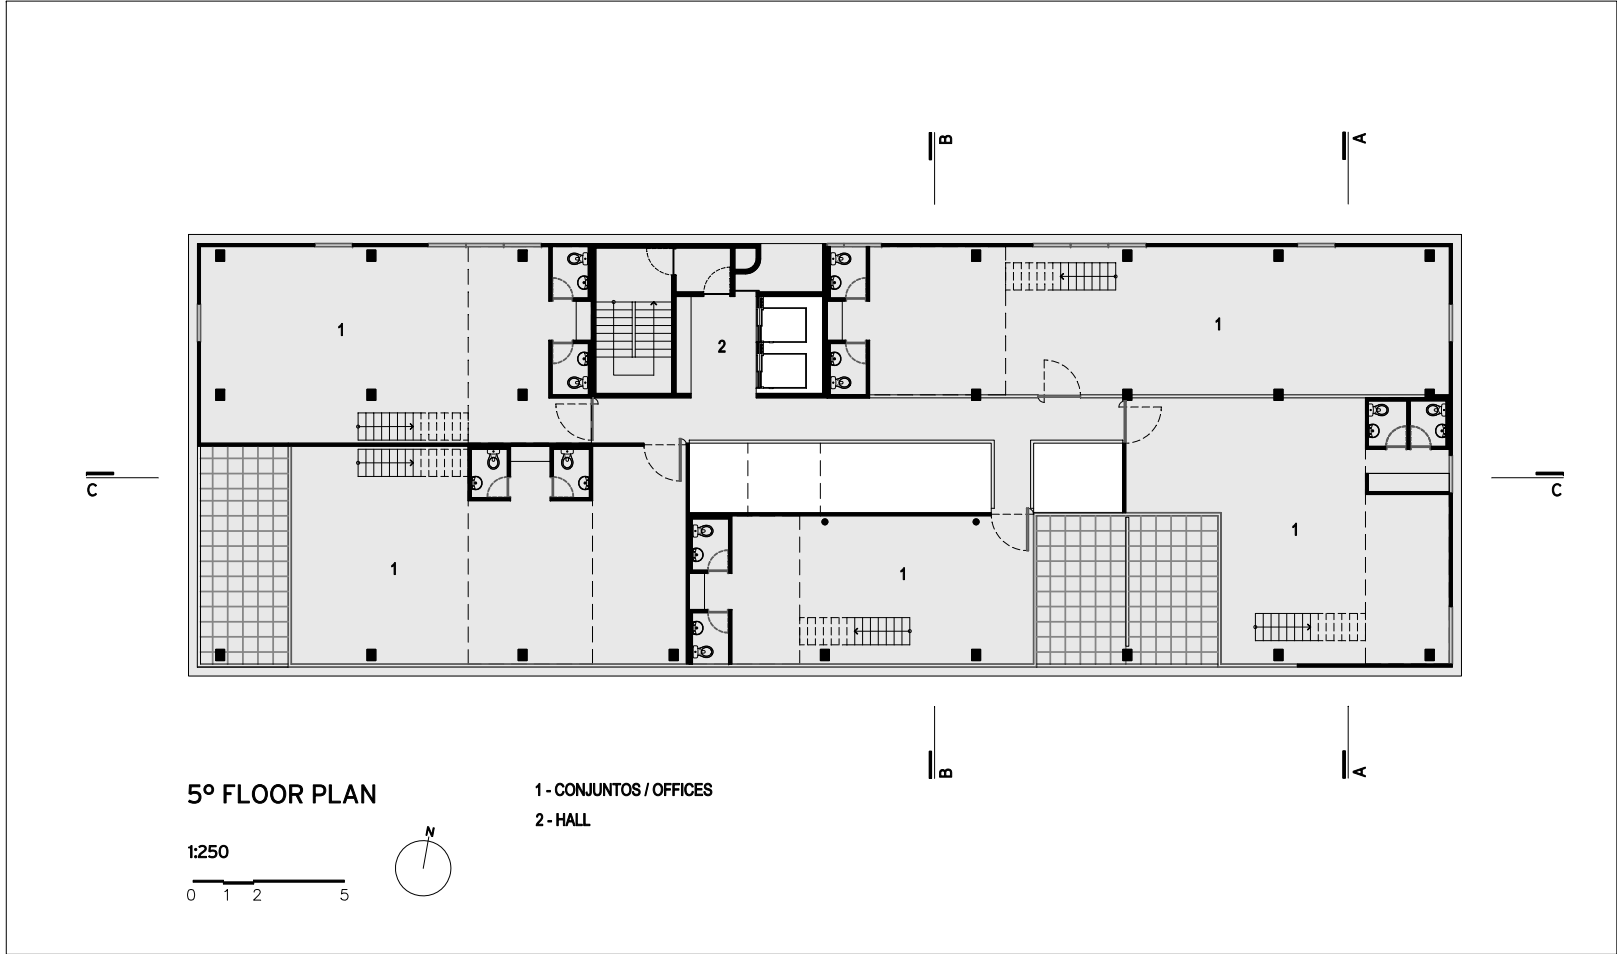 B
A
1
2
1
C
C
1
1
1
B
A
5º FLOOR PLAN
1 - CONJUNTOS / OFFICES
2 - HALL
N
1:250
0 1 2 5